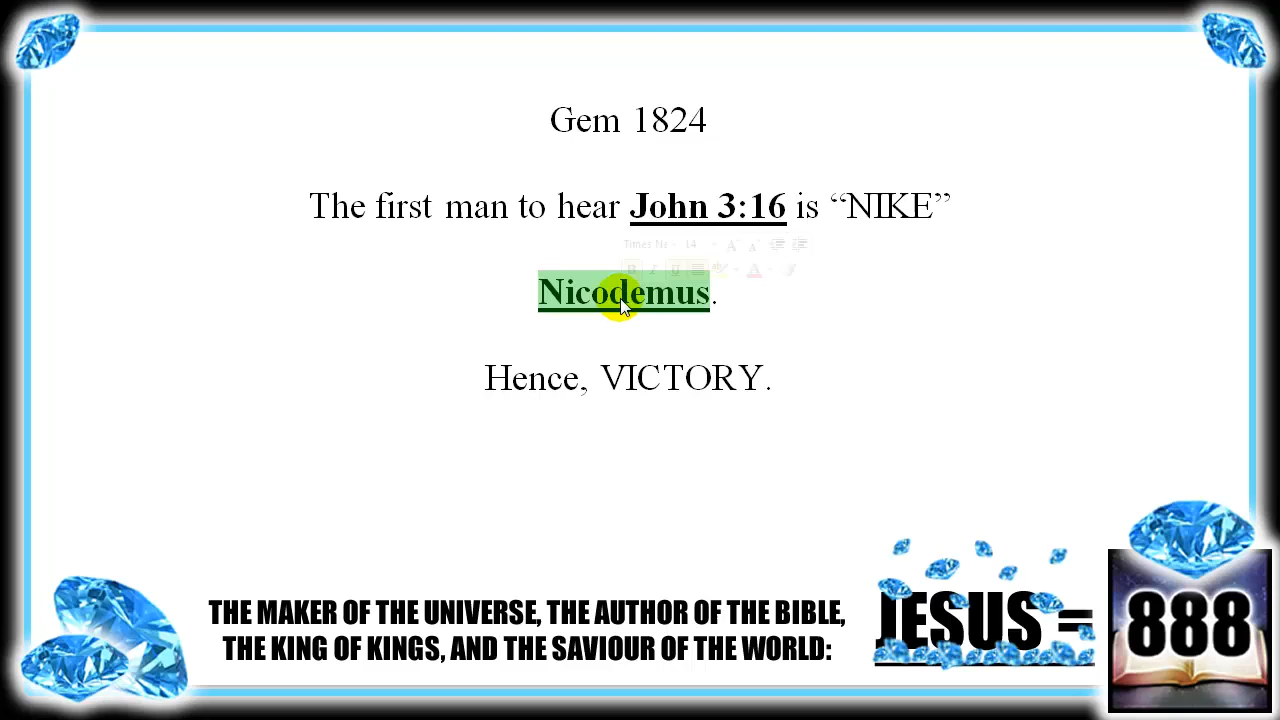 Gem 1824
The first man to hear John 3:16 is “NIKE”
Nicodemus.
Hence, VICTORY.
THE MAKER OF THE UNIVERSE, THE AUTHOR OF THE BIBLE,
THE KING OF KINGS, AND THE SAVIOUR OF THE WORLD:
JESUS = 888